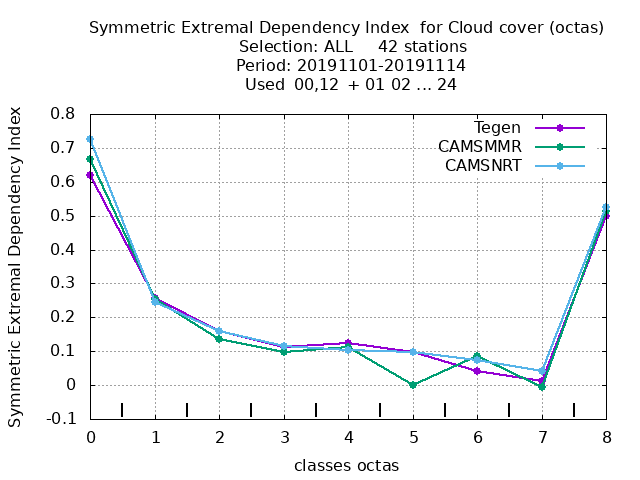 Symmetric Extremal Dependency Index  for Cloud cover (octas)
Selection: ALL     42 stations
Period: 20191101-20191114
Used  00,12  + 01 02 ... 24
Symmetric Extremal Dependency Index
Tegen
CAMSMMR
CAMSNRT
0.8
0.7
0.6
0.5
0.4
0.3
0.2
0.1
0
-0.1
0 1 2 3 4 5 6 7 8
classes octas